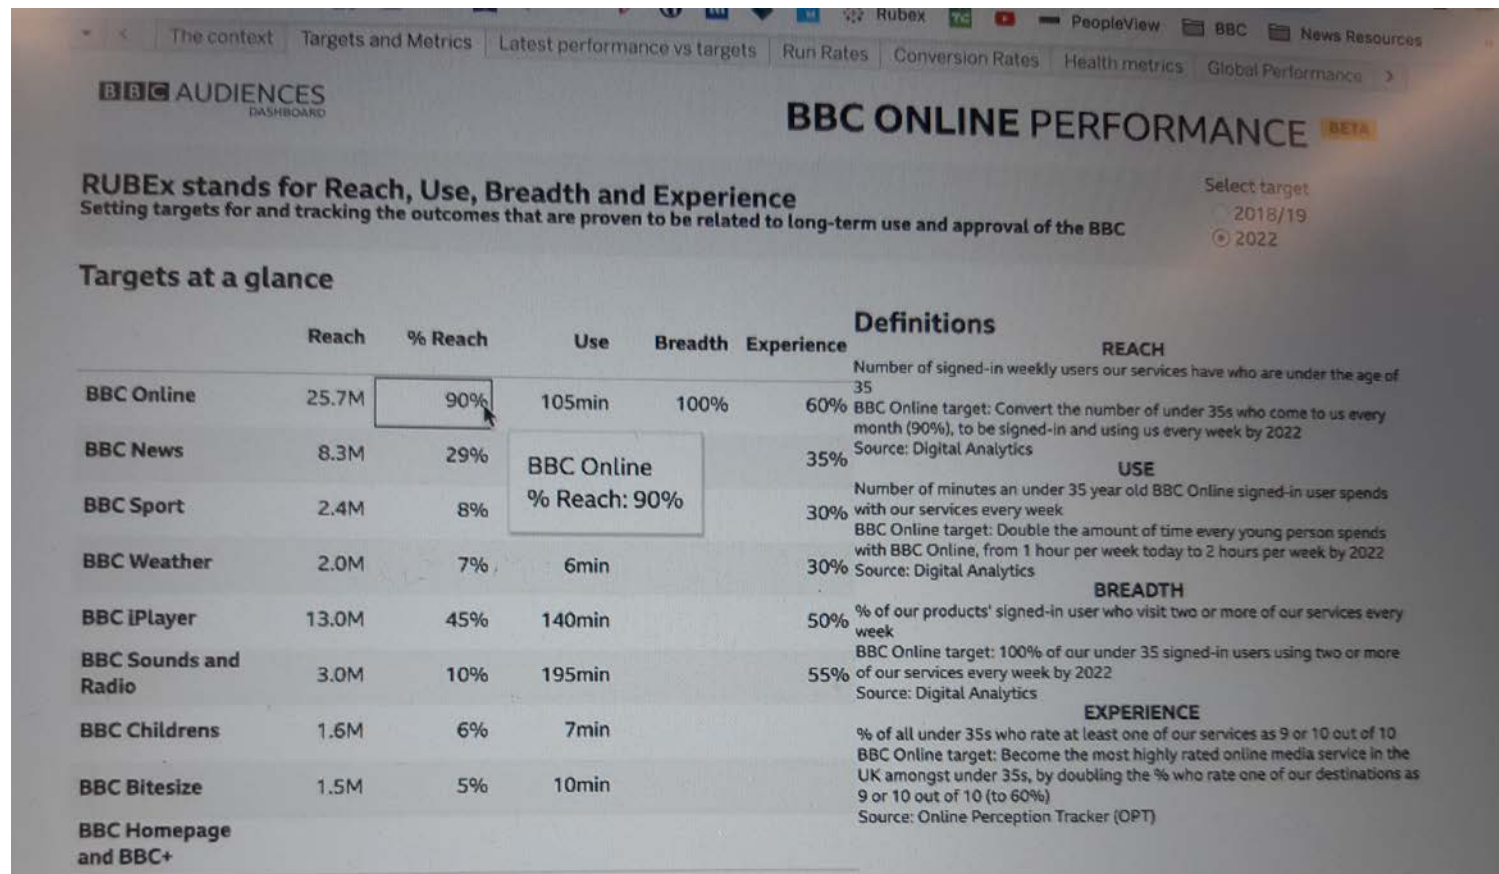 Rubex
TC
PeopleView
BBC
News Resources
The context
Targets and Metrics
Latest performance vs targets
Run Rates
Conversion Rates
Health metrics
Global Performance
BBC AUDIENCES
DASHBOARD
BBC ONLINE PERFORMANCE BETA
RUBEx stands for Reach, Use, Breadth and Experience
Setting targets for and tracking the outcomes that are proven to be related to long-term use and approval of the BBC
Select target
2018/19
2022
Targets at a glance
Reach % Reach Use Breadth Experience
BBC Online 25.7M 90% 105min 100% 60%
BBC News 8.3M 29% 35%
BBC Sport 2.4M 8% 30%
BBC Weather 2.0M 7% 6min 30%
BBC iPlayer 13.0M 45% 140min 50%
BBC Sounds and
Radio 3.0M 10% 195min 55%
BBC Childrens 1.6M 6% 7min
BBC Bitesize 1.5M 5% 10min
BBC Homepage
and BBC+
BBC Online
% Reach: 90%
Definitions
REACH
Number of signed-in weekly users our services have who are under the age of
35
BBC Online target: Convert the number of under 35s who come to us every
month (90%), to be signed-in and using us every week by 2022
Source: Digital Analytics
USE
Number of minutes an under 35 year old BBC Online signed-in user spends
with our services every week
BBC Online target: Double the amount of time every young person spends
with BBC Online, from 1 hour per week today to 2 hours per week by 2022
Source: Digital Analytics
BREADTH
% of our products' signed-in user who visit two or more of our services every
week
BBC Online target: 100% of our under 35 signed-in users using two or more
of our services every week by 2022
Source: Digital Analytics
EXPERIENCE
% of all under 35s who rate at least one of our services as 9 or 10 out of 10
BBC Online target: Become the most highly rated online media service in the
UK amongst under 35s, by doubling the % who rate one of our destinations as
9 or 10 out of 10 (to 60%)
Source: Online Perception Tracker (OPT)